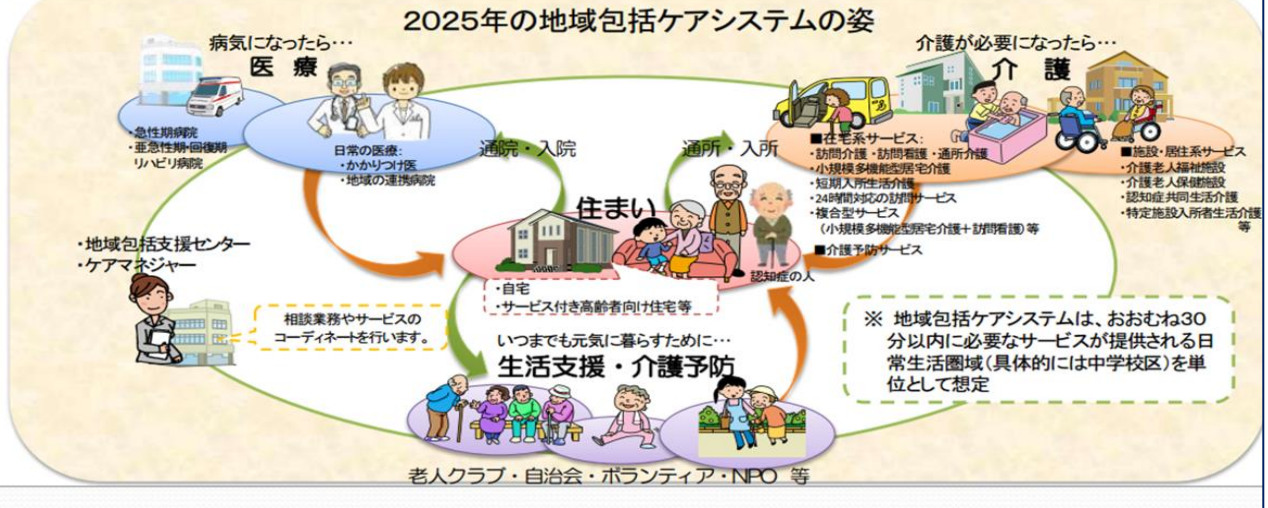 2025年の地域包括ケアシステムの姿
病気になったら…
医 療
・急性期病院
・亜急性期・回復期
リハビリ病院
日常の医療:
・かかりつけ医
・地域の連携病院
通院・入院
通所・入所
介護が必要になったら…
介 護
■在宅系サービス:
・訪問介護・訪問看護・通所介護
・小規模多機能型居宅介護
・短期入所生活介護
・24時間対応の訪問サービス
・複合型サービス
(小規模多機能型居宅介護+訪問看護)等
■介護予防サービス
■施設・居住系サービス
・介護老人福祉施設
・介護老人保健施設
・認知症共同生活介護
・特定施設入所者生活介護
等
住まい
認知症の人
・自宅
・サービス付き高齢者向け住宅等
・地域包括支援センター
・ケアマネジャー
相談業務やサービスの
コーディネートを行います。
いつまでも元気に暮らすために…
生活支援・介護予防
老人クラブ・自治会・ボランティア・NPO 等
※ 地域包括ケアシステムは、おおむね30
分以内に必要なサービスが提供される日
常生活圏域(具体的には中学校区)を単
位として想定